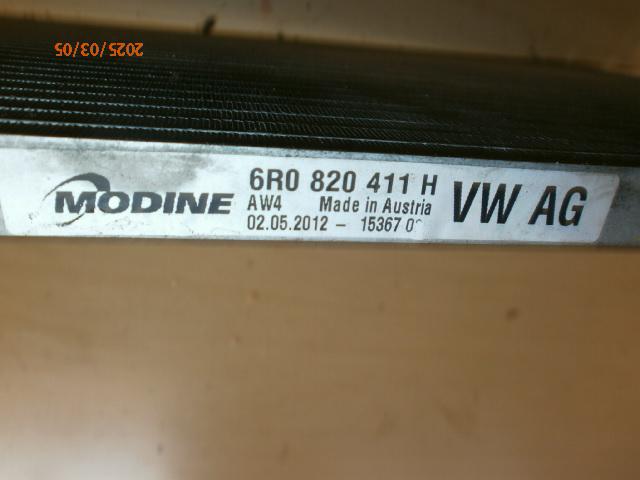 2025/03/05
MODINE
6R0 820 411 H
AW4 Made in Austria
02.05.2012 - 15367
VW AG